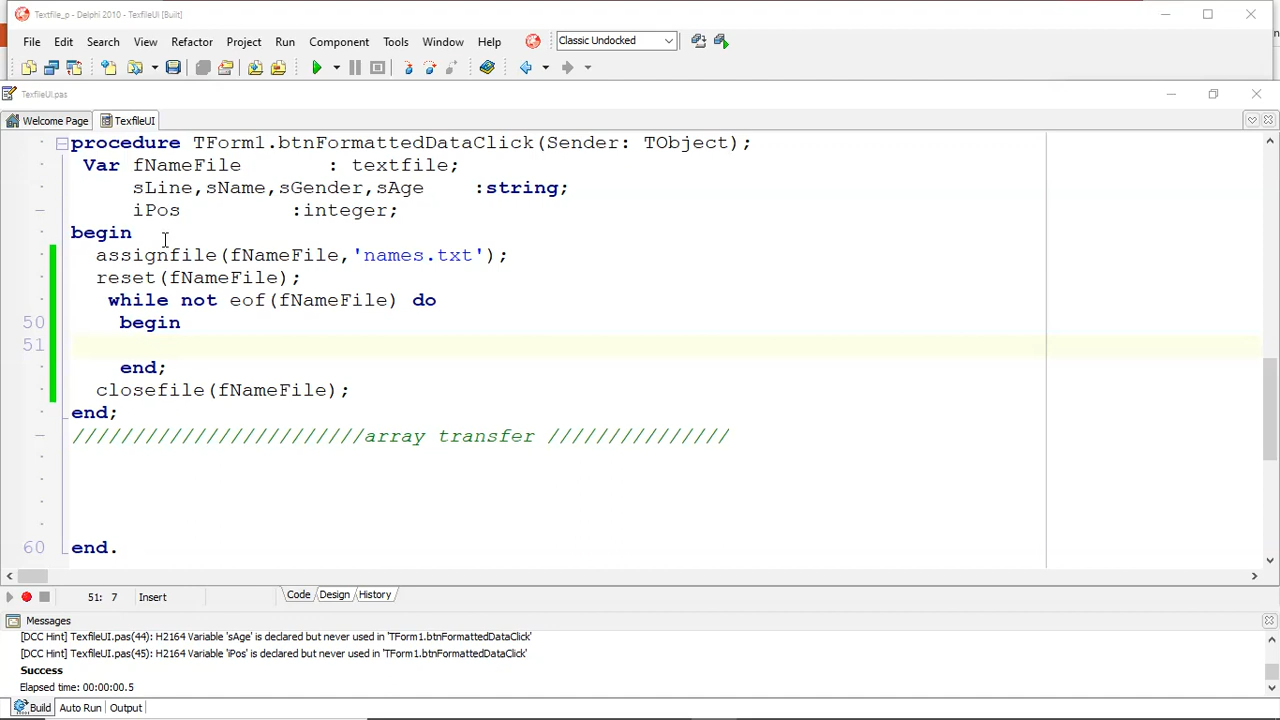 Textfile_p - Delphi 2010 - TexfileUI [Built]
File Edit Search View Refactor Project Run Component Tools Window Help Classic Undocked
TexfileUI.pas
Welcome Page TexfileUI
procedure TForm1.btnFormattedDataClick(Sender: TObject);
Var fNameFile : textfile;
sLine,sName,sGender,sAge :string;
iPos :integer;
begin
assignfile(fNameFile,'names.txt');
reset(fNameFile);
while not eof(fNameFile) do
50 begin
51
end;
closefile(fNameFile);
end;
////////////////////////array transfer ///////////////
60 end.
51: 7 Insert Code Design History
Messages
[DCC Hint] TexfileUI.pas(44): H2164 Variable 'sAge' is declared but never used in 'TForm1.btnFormattedDataClick'
[DCC Hint] TexfileUI.pas(45): H2164 Variable 'iPos' is declared but never used in 'TForm1.btnFormattedDataClick'
Success
Elapsed time: 00:00:00.5
Build Auto Run Output